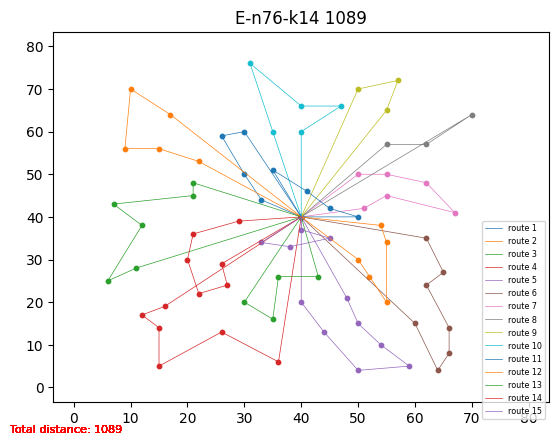 E-n76-k14 1089
80
70
60
50
40
30
20
10
0
0 10 20 30 40 50 60 70 80
route 1
route 2
route 3
route 4
route 5
route 6
route 7
route 8
route 9
route 10
route 11
route 12
route 13
route 14
route 15
Total distance: 1089